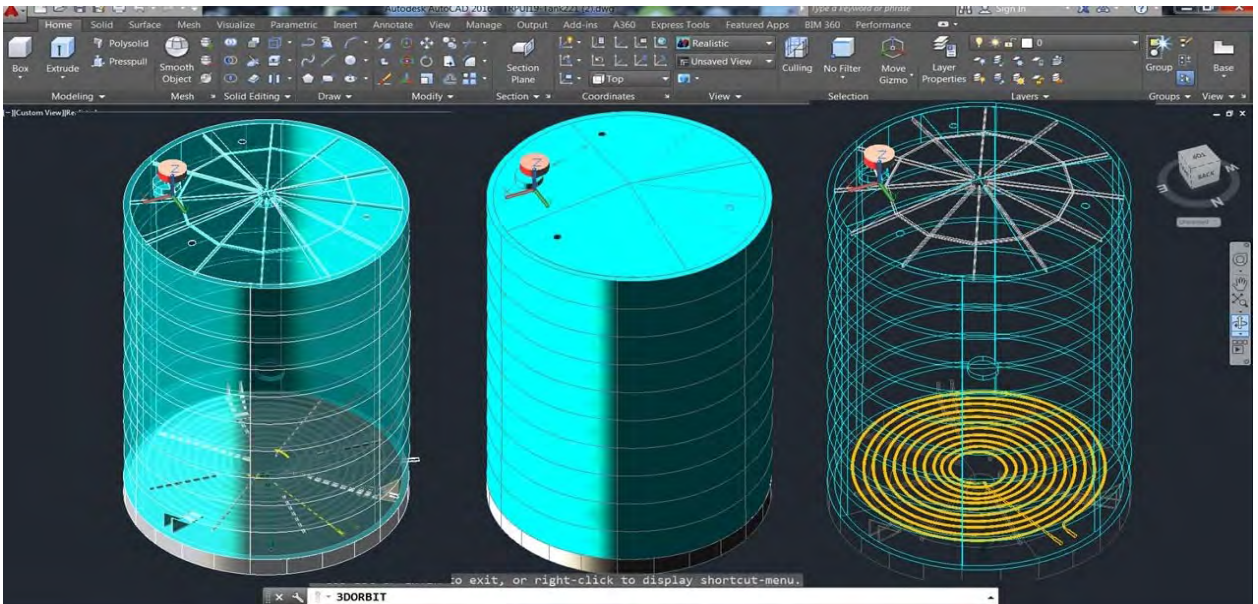 Autodesk AutoCAD 2016
Type a keyword or phrase
Sign In
Home Solid Surface Mesh Visualize Parametric Insert Annotate View Manage Output Add-ins A360 Express Tools Featured Apps BIM 360 Performance
Box
Extrude
Polysolid
Presspull
Smooth
Object
Section
Plane
Top
Realistic
Unsaved View
Culling
No Filter
Move
Gizmo
Layer
Properties
0
Group
Base
Modeling
Mesh
Solid Editing
Draw
Modify
Section
Coordinates
View
Selection
Layers
Groups
View
Z
Z
Z
TOP
BACK
E
N
W
to exit, or right-click to display shortcut-menu.
3DORBIT